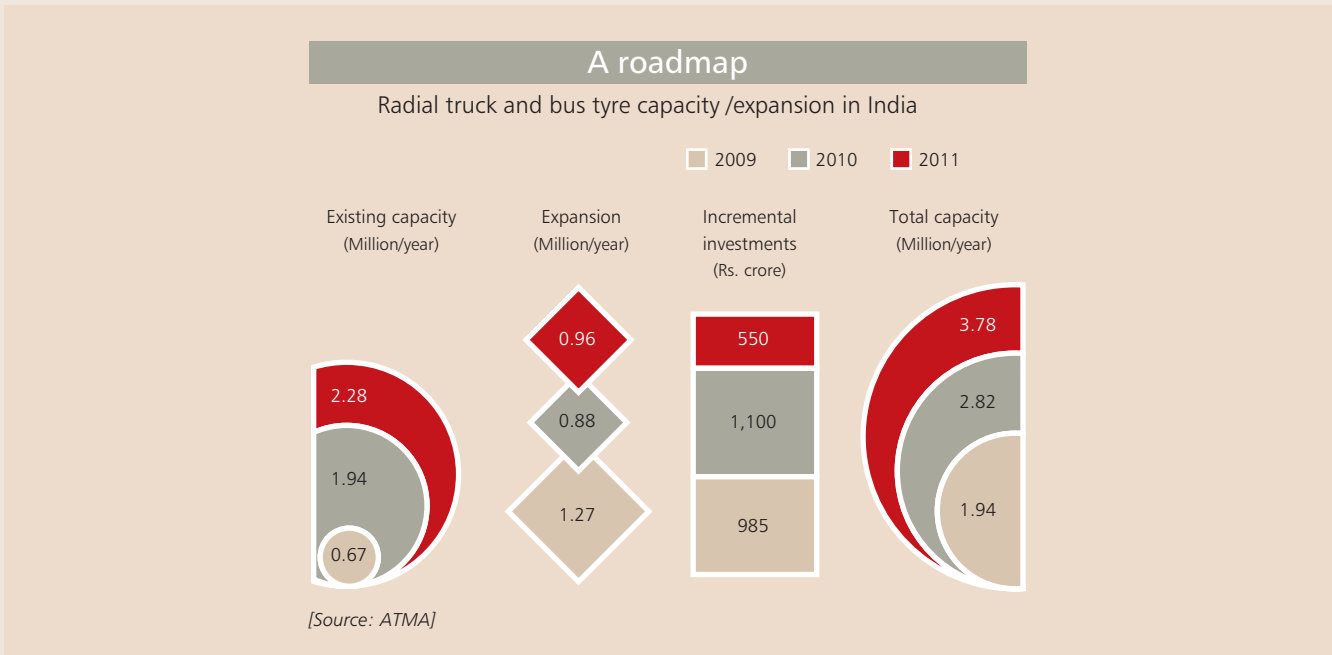 A roadmap
Radial truck and bus tyre capacity /expansion in India
2009 2010 2011
Existing capacity
(Million/year)
2.28
1.94
0.67
Expansion
(Million/year)
0.96
0.88
1.27
Incremental
investments
(Rs. crore)
550
1,100
985
Total capacity
(Million/year)
3.78
2.82
1.94
[Source: ATMA]